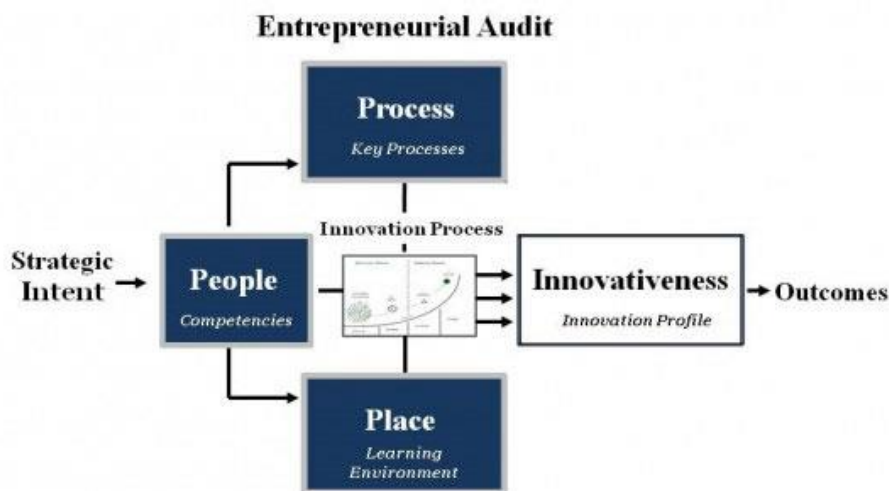 Entrepreneurial Audit
Process
Key Processes
Innovation Process
Strategic
Intent
People
Competencies
Innovativeness
Innovation Profile
Outcomes
Place
Learning
Environment